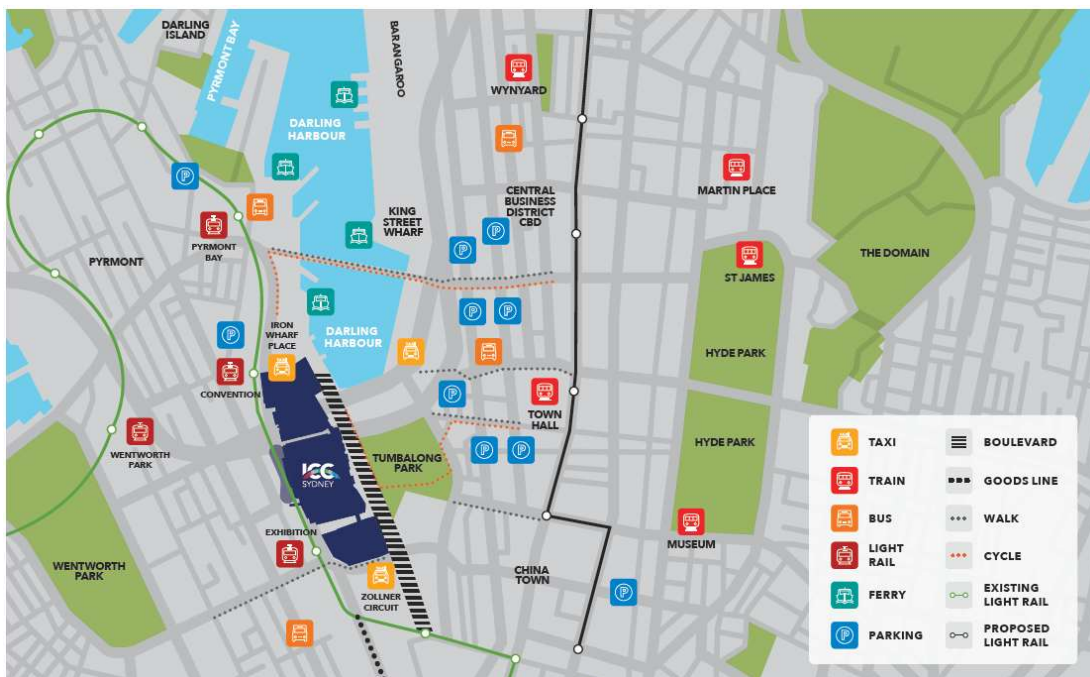 DARLING
ISLAND
PYRMONT BAY
BARANGAROO
WYNYARD
DARLING
HARBOUR
MARTIN PLACE
P
CENTRAL
BUSINESS
DISTRICT
CBD
KING
STREET
WHARF
P
P
PYRMONT
BAY
PYRMONT
THE DOMAIN
ST JAMES
P
P
IRON
WHARF
PLACE
DARLING
HARBOUR
P
HYDE PARK
CONVENTION
P
TOWN
HALL
WENTWORTH
PARK
TUMBALONG
PARK
P
P
HYDE PARK
ICC
SYDNEY
EXHIBITION
MUSEUM
WENTWORTH
PARK
CHINA
TOWN
ZOLLNER
CIRCUIT
P
TAXI
TRAIN
BUS
LIGHT
RAIL
FERRY
P
PARKING
BOULEVARD
GOODS LINE
WALK
CYCLE
EXISTING
LIGHT RAIL
PROPOSED
LIGHT RAIL